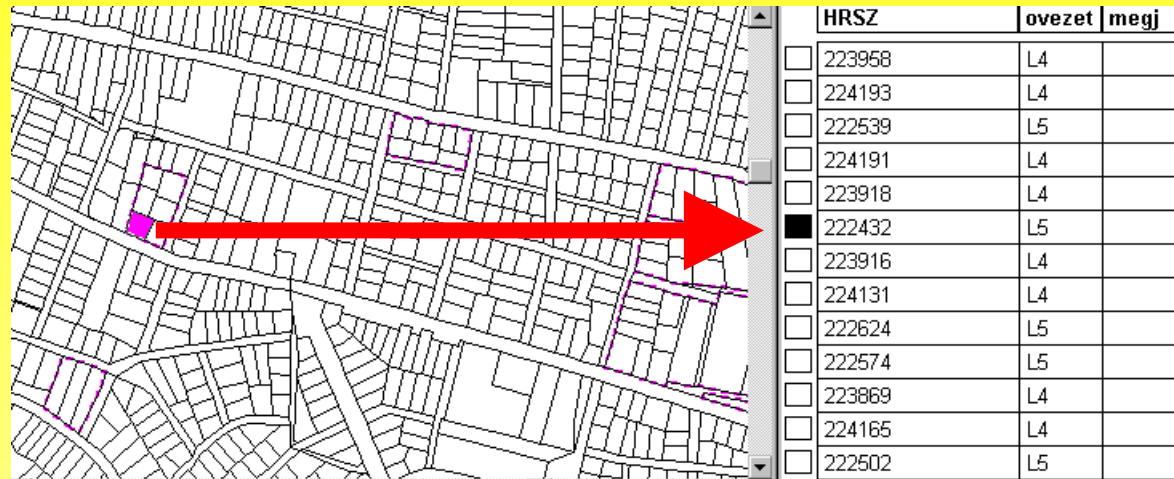 HRSZ ovezet megj
223958 L4
224193 L4
222539 L5
224191 L4
223918 L4
222432 L5
223916 L4
224131 L4
222624 L5
222574 L5
223869 L4
224165 L4
222502 L5